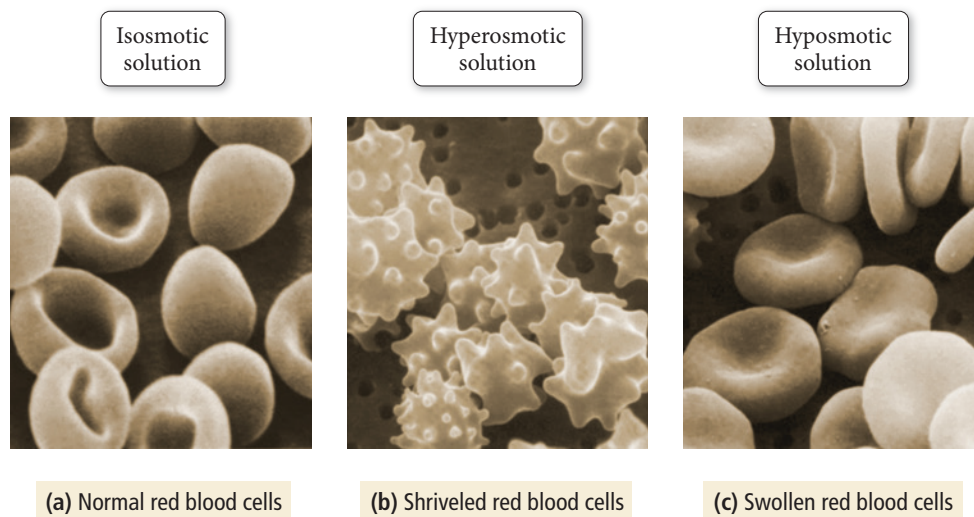 Isosmotic
solution
Hyperosmotic
solution
Hyposmotic
solution
(a) Normal red blood cells
(b) Shriveled red blood cells
(c) Swollen red blood cells